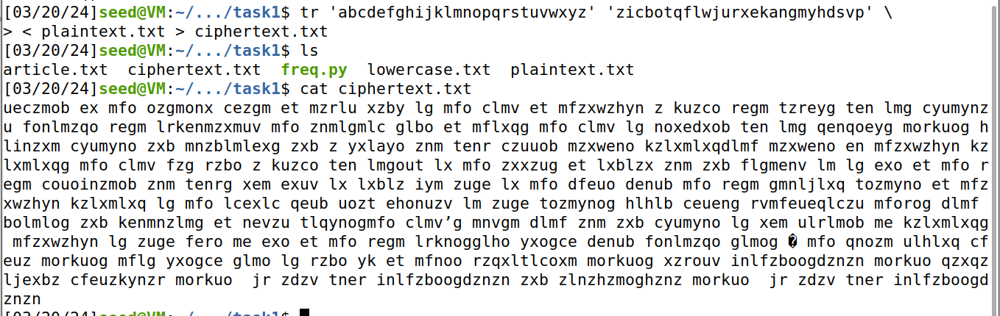 [03/20/24]seed@VM:~/.../task1$ tr 'abcdefghijklmnopqrstuvwxyz' 'zicbotqflwjurxekangmyhdsvp' \
> < plaintext.txt > ciphertext.txt
[03/20/24]seed@VM:~/.../task1$ ls
article.txt  ciphertext.txt  freq.py  lowercase.txt  plaintext.txt
[03/20/24]seed@VM:~/.../task1$ cat ciphertext.txt
ueczmob ex mfo ozgmonx cezgm et mzrlu xzby lg mfo clmv et mfzxwzhyn z kuzco regm tzreyg ten lmg cyumynz
u fonlmzqo regm lrkenmzxmuv mfo znmlgmlc glbo et mflxqg mfo clmv lg noxedxob ten lmg qenqoeyg morkuog h
linzxm cyumyno zxb mnzblmlexg zxb z yxlayo znm tenr czuuob mzxweno kzlxmlxqdlmf mzxweno en mfzxwzhyn kz
lxmlxqg mfo clmv fzg rzbo z kuzco ten lmgout lx mfo zxxzug et lxblzx znm zxb flgmenv lm lg exo et mfo r
egm couoinzmob znm tenrg xem exuv lx lxblz iym zuge lx mfo dfeuo denub mfo regm gmnljlxq tozmyno et mfz
xwzhyn kzlxmlxq lg mfo lcexlc qeub uozt ehonuzv lm zuge tozmynog hlhlb ceueng rvmfeueqlczu mforog dlmf
bolmlog zxb kenmnzlmg et nevzu tlqynogmfo clmv’g mnvgm dlmf znm zxb cyumyno lg xem ulrlmob me kzlxmlxqg
 mfzxwzhyn lg zuge fero me exo et mfo regm lrknogglho yxogce denub fonlmzqo glmog � mfo qnozm ulhlxq cf
euz morkuog mflg yxogce glmo lg rzbo yk et mfnoo rzqxltlcoxm morkuog xzrouv inlfzboogdznzn morkuo qzxqz
ljexbz cfeuzkynzr morkuo  jr zdzv tner inlfzboogdznzn zxb zlnzhzmoghznz morkuo  jr zdzv tner inlfzboogd
znzn